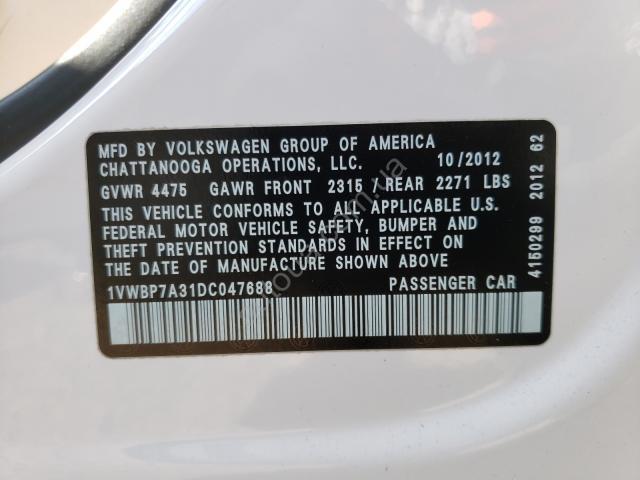 MFD BY VOLKSWAGEN GROUP OF AMERICA
CHATTANOOGA OPERATIONS, LLC. 10/2012
GVWR 4475 GAWR FRONT 2315 / REAR 2271 LBS
THIS VEHICLE CONFORMS TO ALL APPLICABLE U.S.
FEDERAL MOTOR VEHICLE SAFETY, BUMPER AND
THEFT PREVENTION STANDARDS IN EFFECT ON
THE DATE OF MANUFACTURE SHOWN ABOVE
1VWBP7A31DC047688 PASSENGER CAR
4150299 2012 62